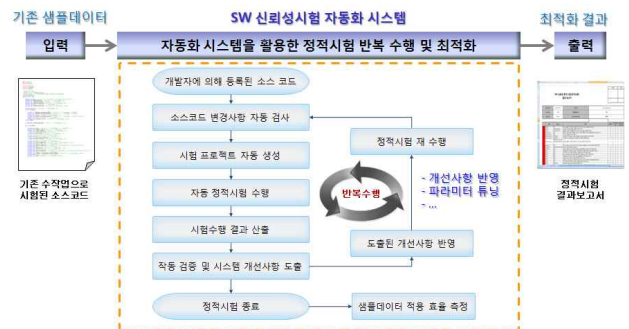 기존 샘플데이터
SW 신뢰성시험 자동화 시스템
최적화 결과
입력
자동화 시스템을 활용한 정적시험 반복 수행 및 최적화
출력
개발자에 의해 등록된 소스 코드
소스코드 변경사항 자동 검사
시험 프로젝트 자동 생성
자동 정적시험 수행
시험수행 결과 산출
작동 검증 및 시스템 개선사항 도출
정적시험 종료
정적시험 재 수행
반복수행
- 개선사항 반영
- 파라미터 튜닝
- ...
도출된 개선사항 반영
샘플데이터 적용 효율 측정
기존 수작업으로
시험된 소스코드
정적시험
결과보고서